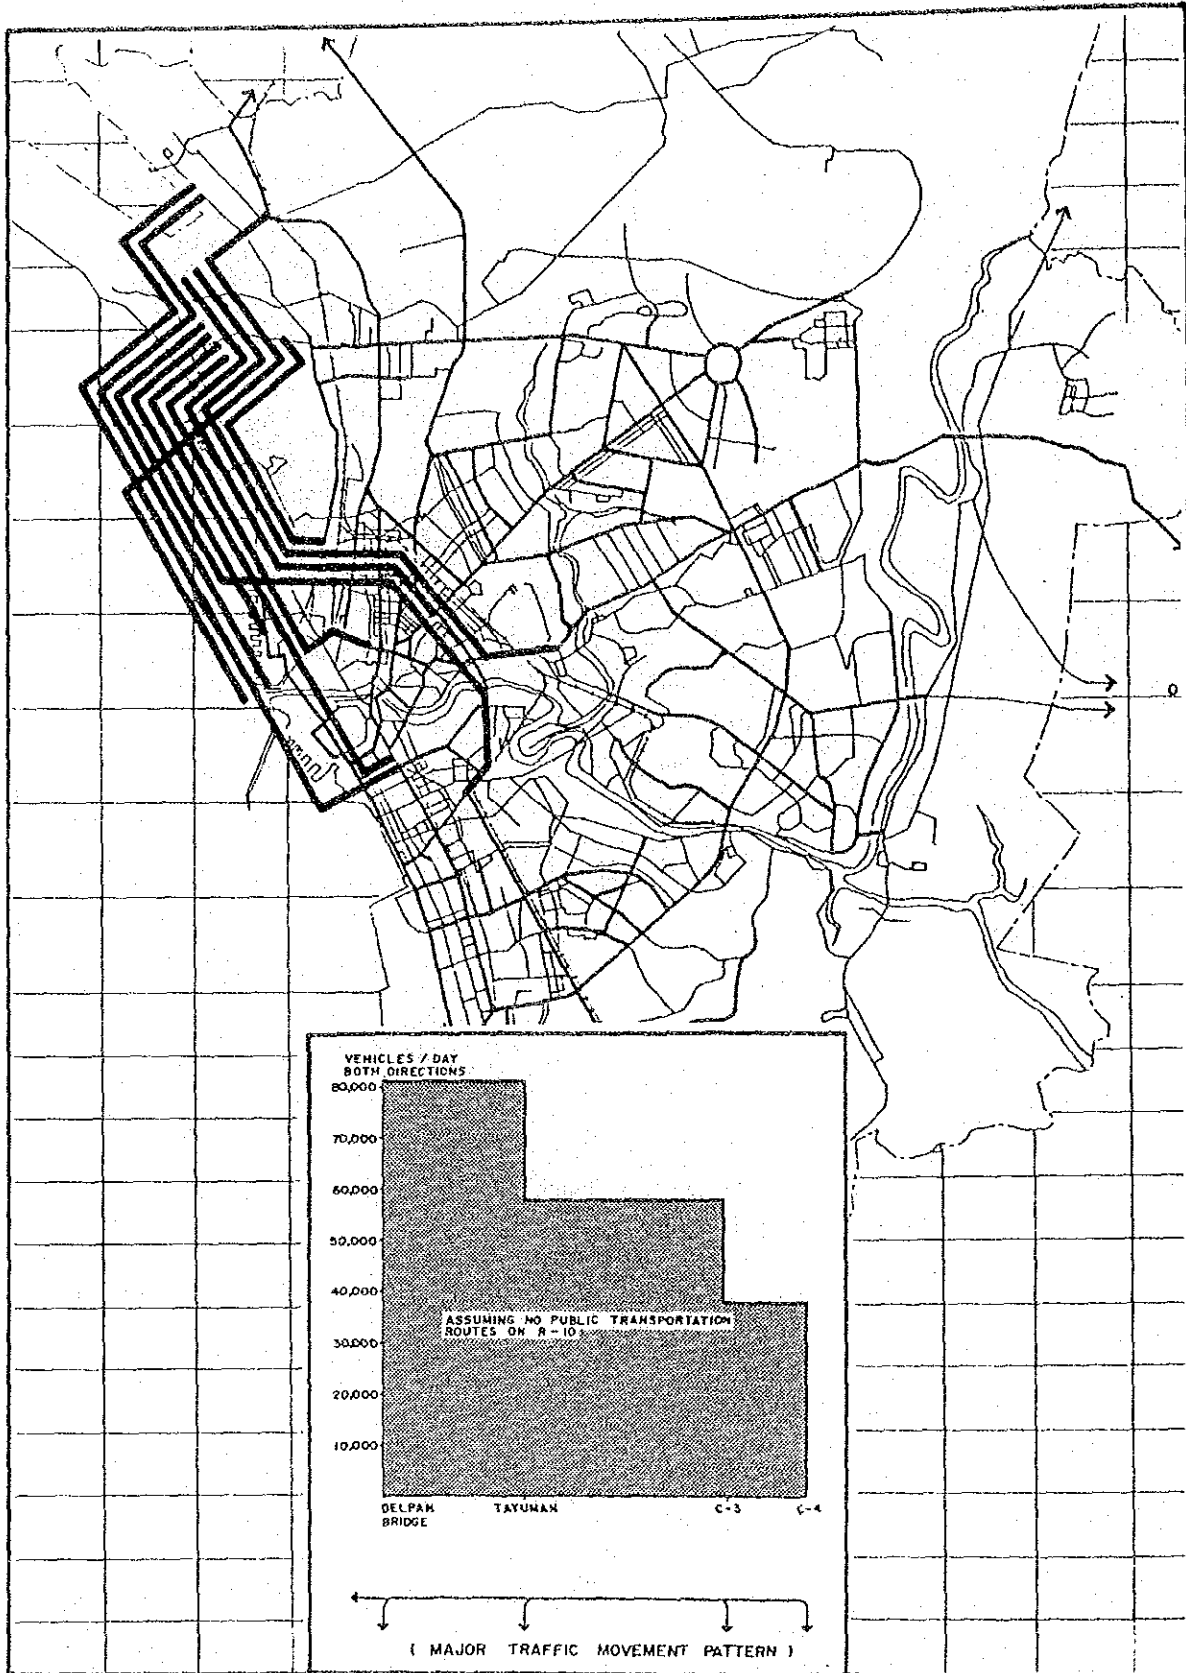 VEHICLES / DAY
BOTH DIRECTIONS
80,000
70,000
60,000
50,000
40,000
30,000
20,000
10,000
ASSUMING NO PUBLIC TRANSPORTATION
ROUTES ON R-10
DELPAN
BRIDGE
TAYUMAN
C-3
C-4
( MAJOR TRAFFIC MOVEMENT PATTERN )